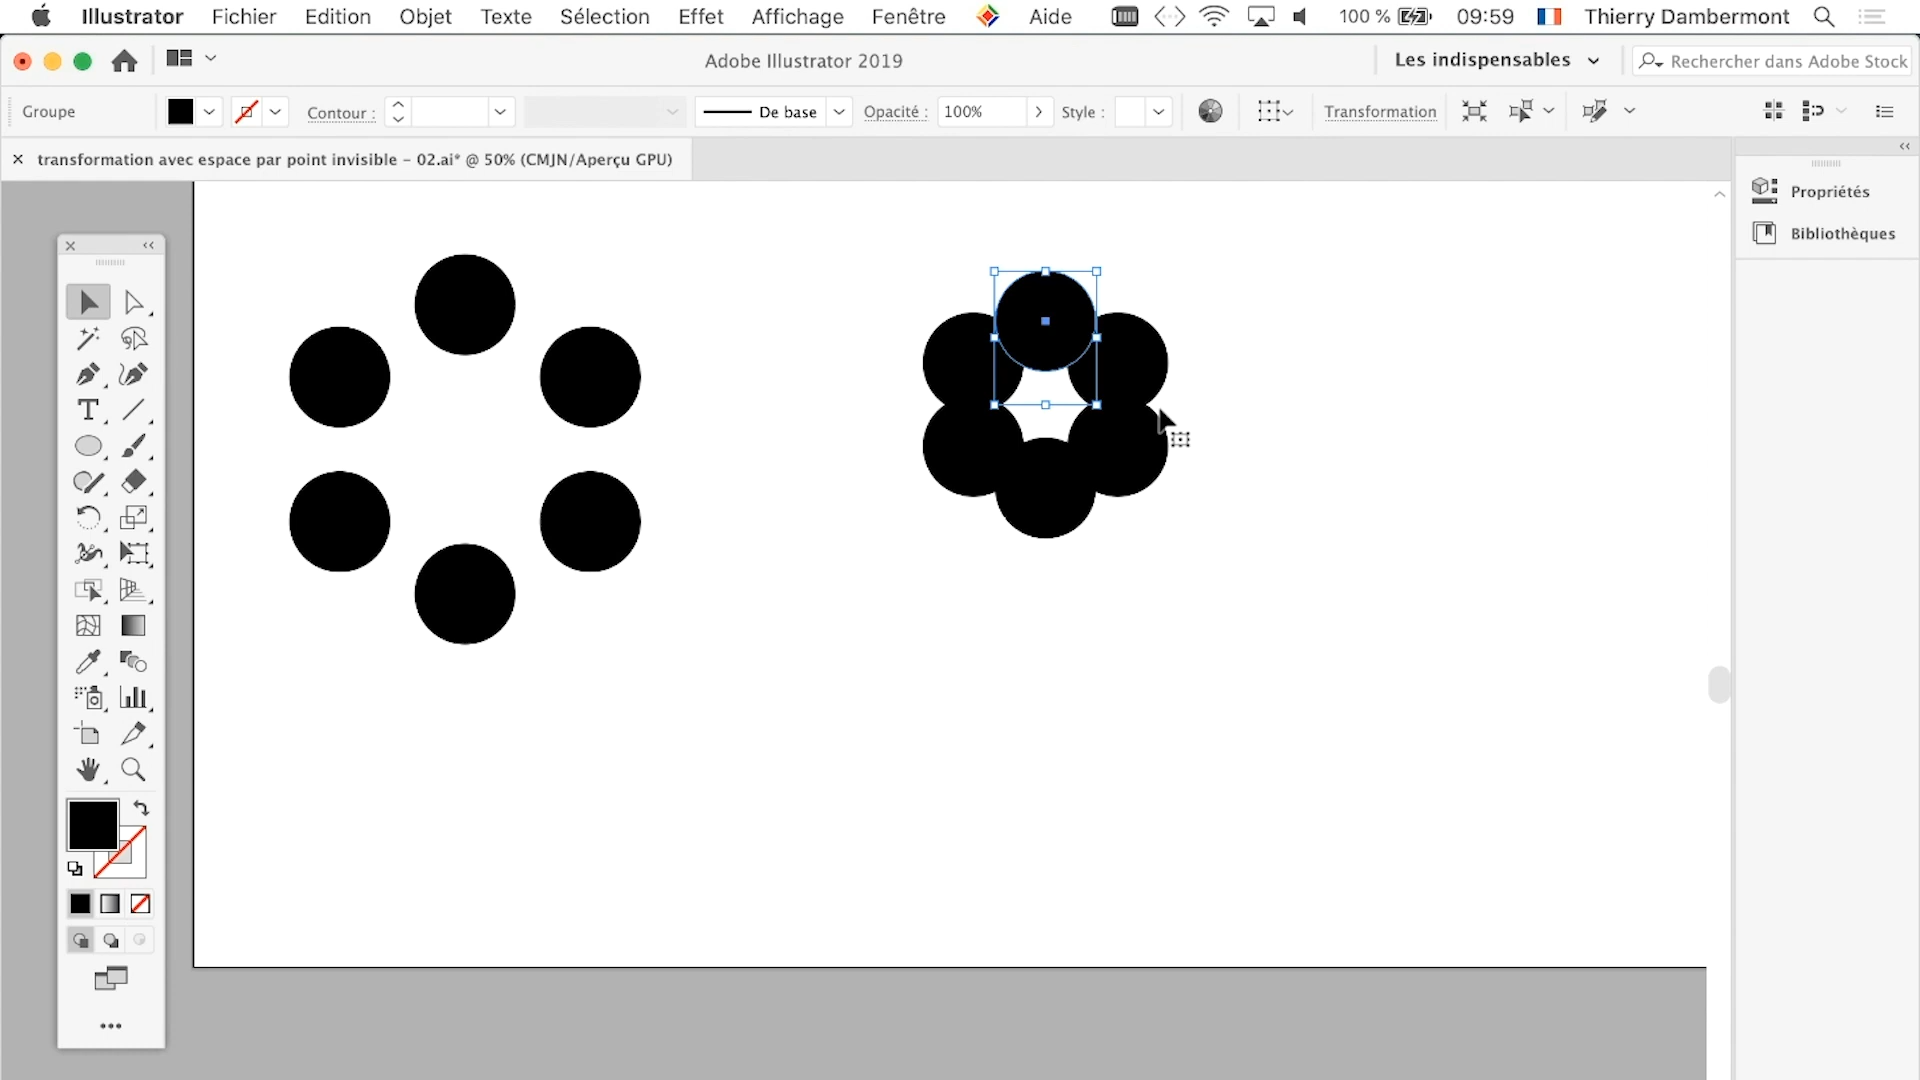 Illustrator Fichier Edition Objet Texte Sélection Effet Affichage Fenêtre Aide 100 % 09:59 Thierry Dambermont
Adobe Illustrator 2019 Les indispensables Rechercher dans Adobe Stock
Groupe Contour : De base Opacité : 100% Style : Transformation
transformation avec espace par point invisible – 02.ai* @ 50% (CMJN/Aperçu GPU)
Propriétés
Bibliothèques